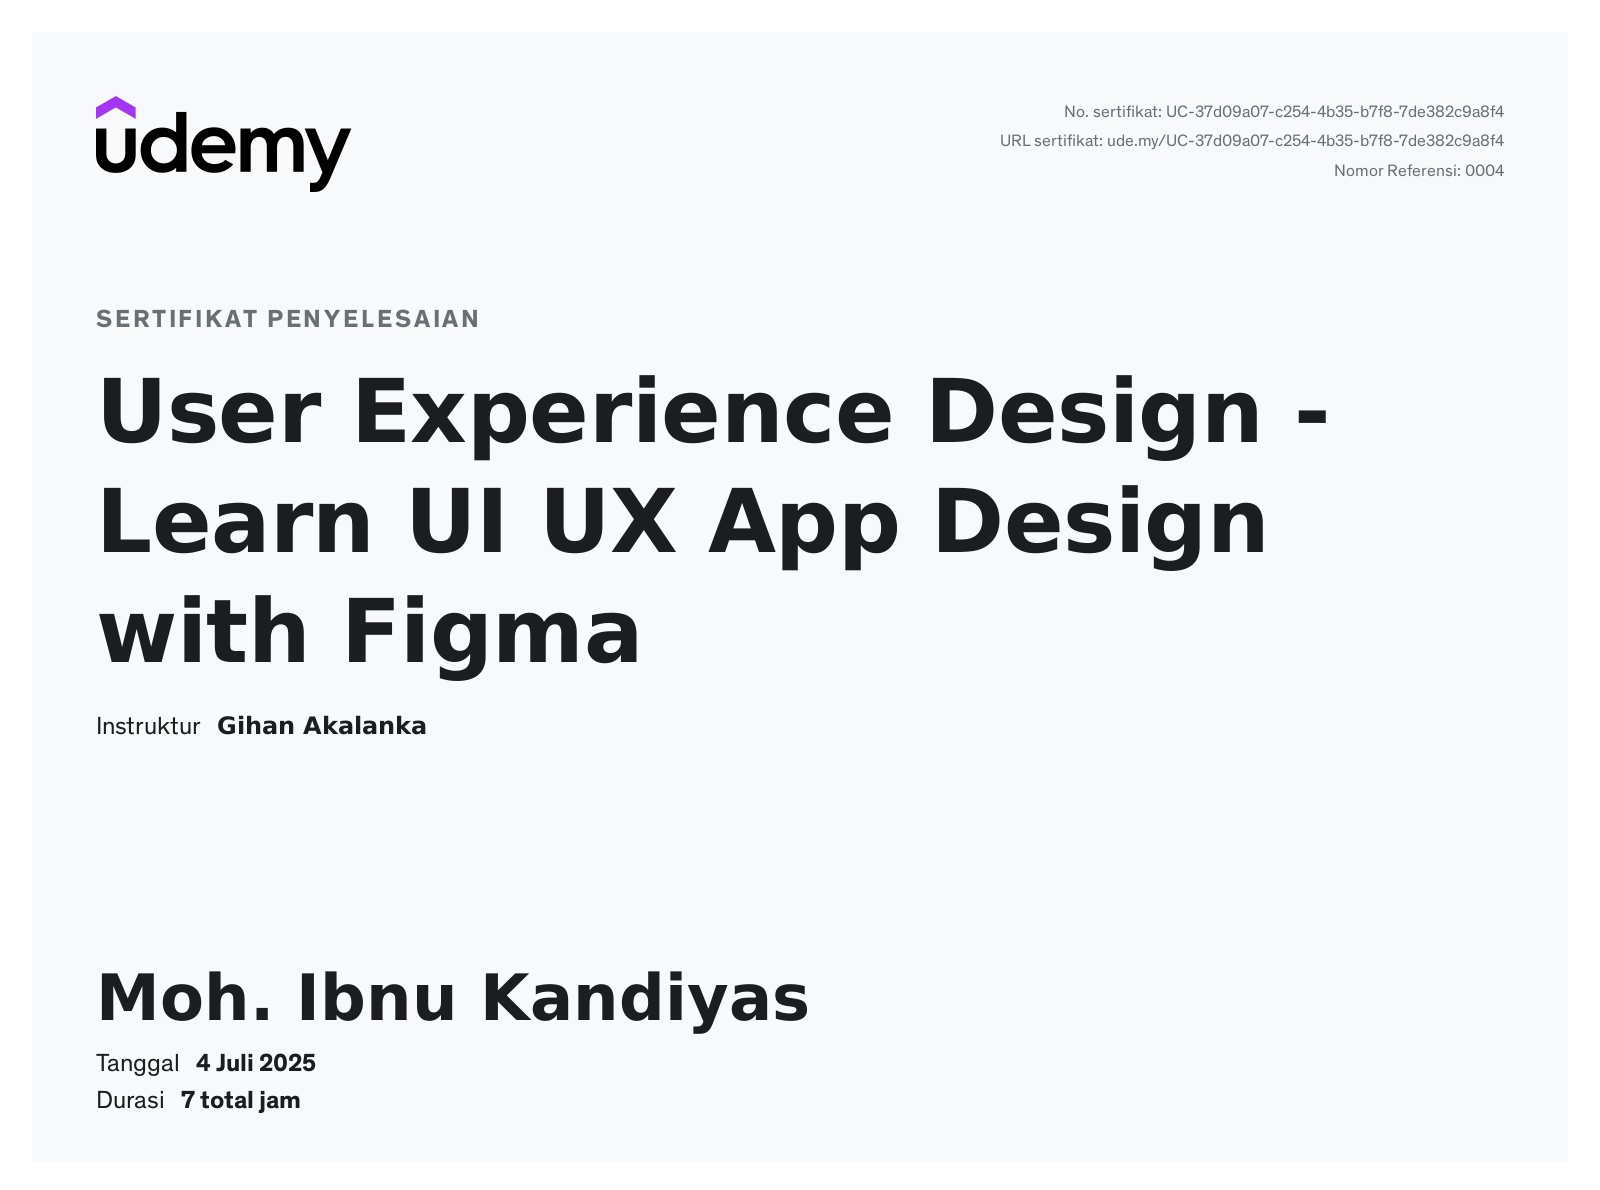 udemy
No. sertifikat: UC-37d09a07-c254-4b35-b7f8-7de382c9a8f4
URL sertifikat: ude.my/UC-37d09a07-c254-4b35-b7f8-7de382c9a8f4
Nomor Referensi: 0004
SERTIFIKAT PENYELESAIAN
User Experience Design -
Learn UI UX App Design
with Figma
Instruktur Gihan Akalanka
Moh. Ibnu Kandiyas
Tanggal 4 Juli 2025
Durasi 7 total jam